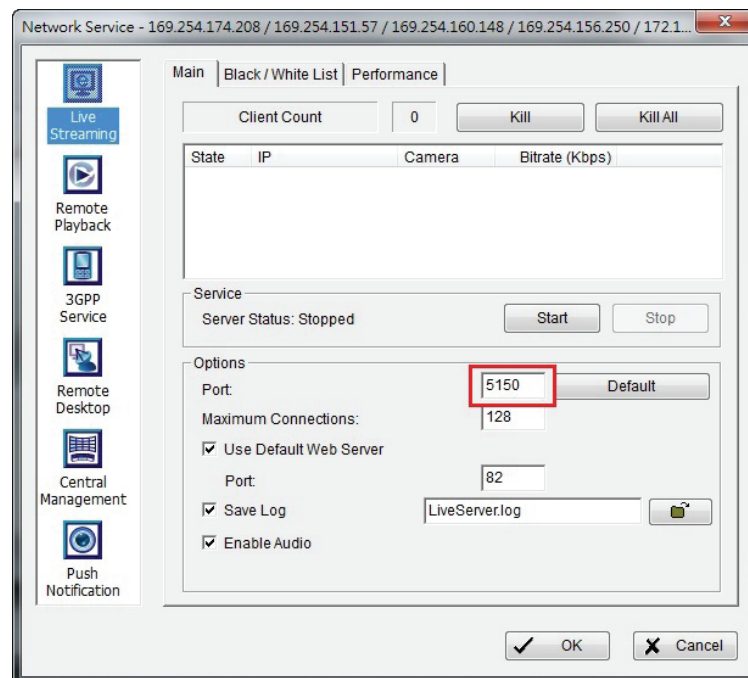 Network Service - 169.254.174.208 / 169.254.151.57 / 169.254.160.148 / 169.254.156.250 / 172.1...
Live
Streaming
Remote
Playback
3GPP
Service
Remote
Desktop
Central
Management
Push
Notification
Main Black / White List Performance
Client Count 0 Kill Kill All
State IP Camera Bitrate (Kbps)
Service
Server Status: Stopped Start Stop
Options
Port: 5150 Default
Maximum Connections: 128
Use Default Web Server
Port: 82
Save Log LiveServer.log
Enable Audio
OK Cancel